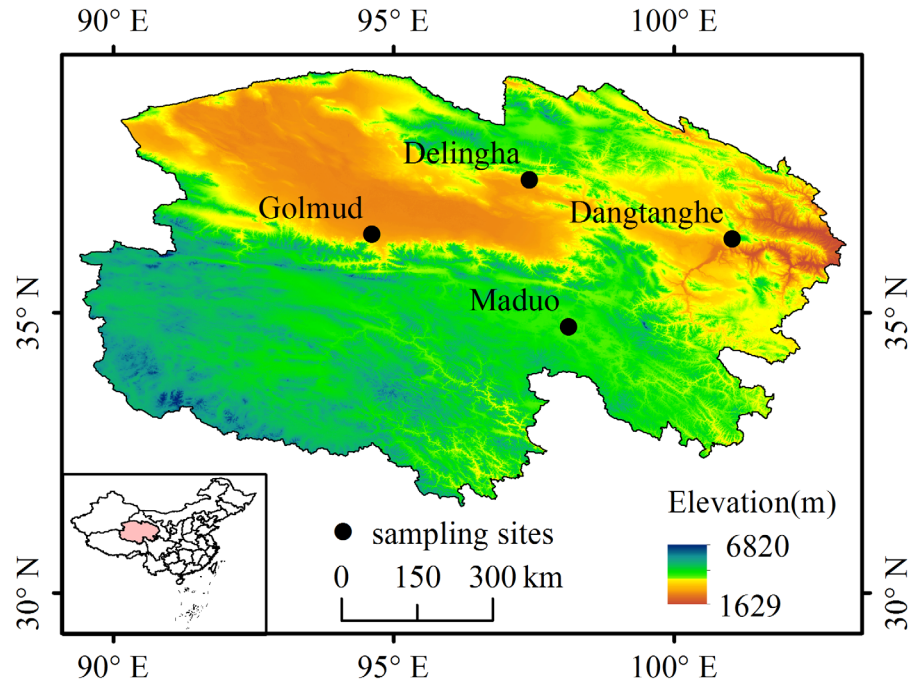 90° E 95° E 100° E
Delingha
Golmud
Dangtanghe
Maduo
35° N 35° N
Elevation(m)
6820
1629
sampling sites
0 150 300 km
30° N 30° N
90° E 95° E 100° E